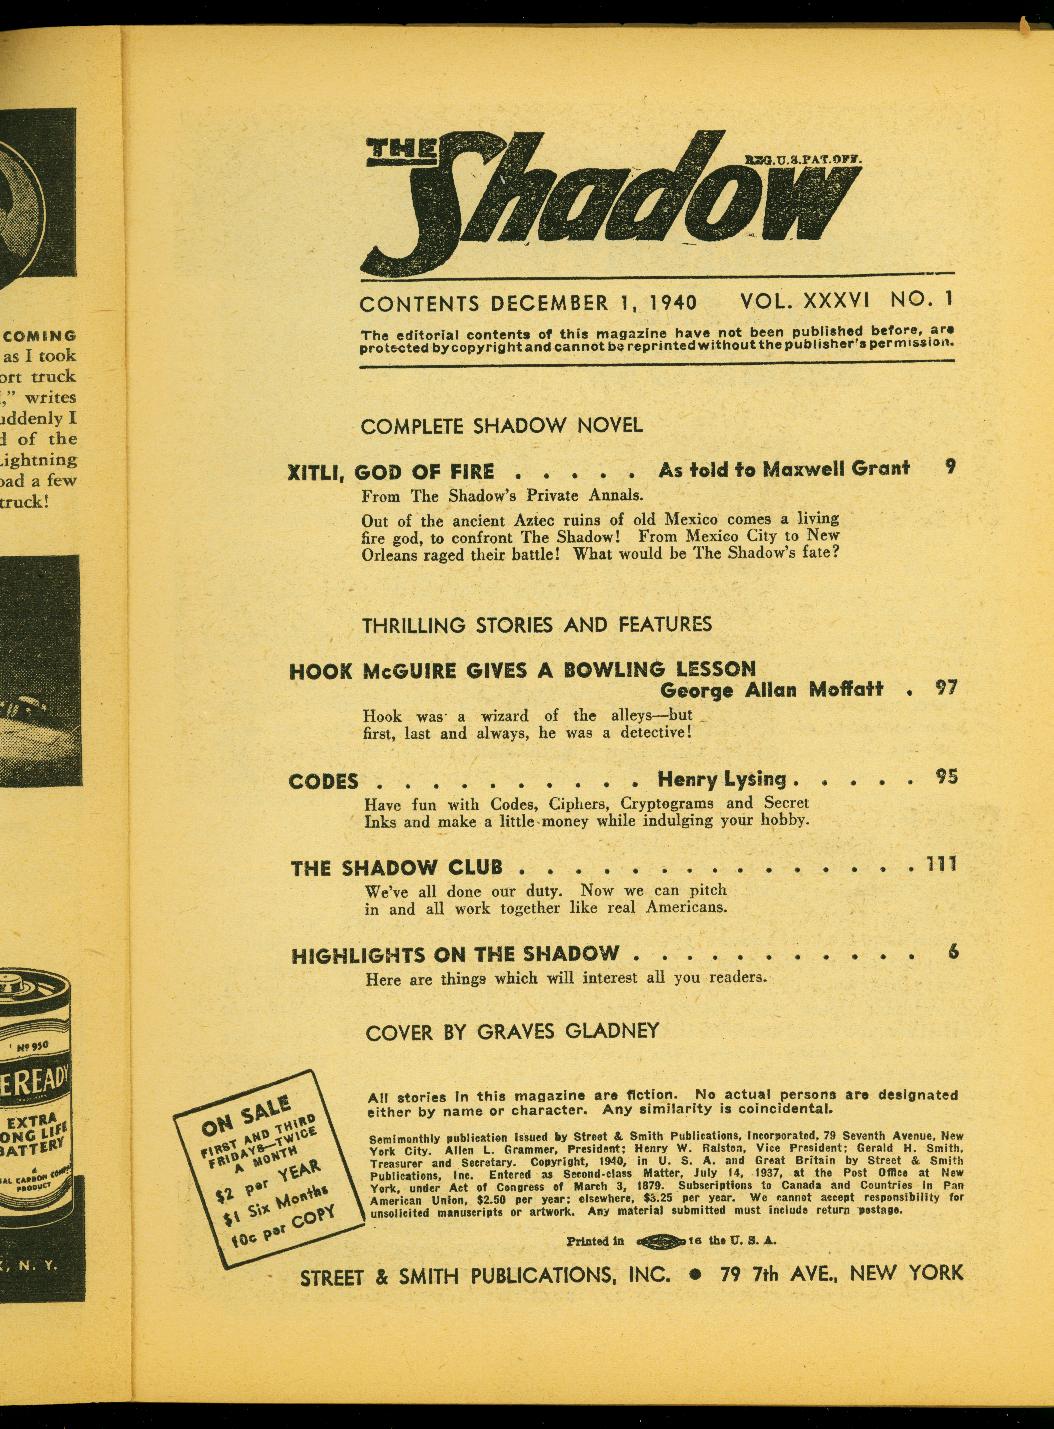 COMING
as I took
ort truck
," writes
uddenly I
d of the
Lightning
oad a few
truck!
Nº 950
EREADY
EXTRA
ONG LIFE
BATTERY
PRODUCT
, N. Y.
THE Shadow
REG.U.S.PAT.OFF.
CONTENTS DECEMBER 1, 1940 VOL. XXXVI NO. 1
The editorial contents of this magazine have not been published before, are
protected by copyright and cannot be reprinted without the publisher's permission.
COMPLETE SHADOW NOVEL
XITLI, GOD OF FIRE . . . . . As told to Maxwell Grant 9
From The Shadow's Private Annals.
Out of the ancient Aztec ruins of old Mexico comes a living
fire god, to confront The Shadow! From Mexico City to New
Orleans raged their battle! What would be The Shadow's fate?
THRILLING STORIES AND FEATURES
HOOK McGUIRE GIVES A BOWLING LESSON
George Allan Moffatt . 97
Hook was a wizard of the alleys—but
first, last and always, he was a detective!
CODES . . . . . . . . . . Henry Lysing . . . . . 95
Have fun with Codes, Ciphers, Cryptograms and Secret
Inks and make a little money while indulging your hobby.
THE SHADOW CLUB . . . . . . . . . . . . . . . 111
We've all done our duty. Now we can pitch
in and all work together like real Americans.
HIGHLIGHTS ON THE SHADOW . . . . . . . . . . . 6
Here are things which will interest all you readers.
COVER BY GRAVES GLADNEY
ON SALE
FIRST AND THIRD
FRIDAYS—TWICE
A MONTH
$2 per YEAR
$1 Six Months
10c per COPY
All stories in this magazine are fiction. No actual persons are designated
either by name or character. Any similarity is coincidental.
Semimonthly publication issued by Street & Smith Publications, Incorporated, 79 Seventh Avenue, New
York City. Allen L. Grammer, President; Henry W. Ralston, Vice President; Gerald H. Smith,
Treasurer and Secretary. Copyright, 1940, in U. S. A. and Great Britain by Street & Smith
Publications, Inc. Entered as Second-class Matter, July 14, 1937, at the Post Office at New
York, under Act of Congress of March 3, 1879. Subscriptions to Canada and Countries in Pan
American Union, $2.50 per year; elsewhere, $3.25 per year. We cannot accept responsibility for
unsolicited manuscripts or artwork. Any material submitted must include return postage.
Printed in the U. S. A.
STREET & SMITH PUBLICATIONS, INC. ● 79 7th AVE., NEW YORK